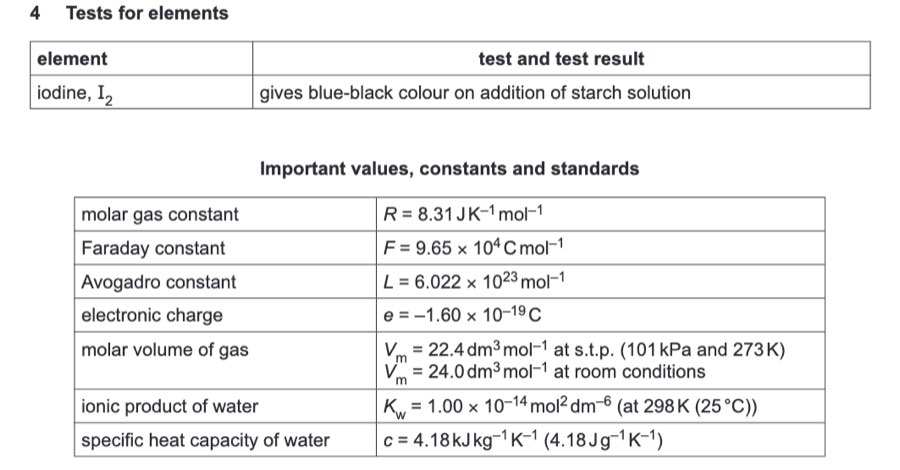 4 Tests for elements
element test and test result
iodine, I₂ gives blue-black colour on addition of starch solution
Important values, constants and standards
molar gas constant R = 8.31 J K⁻¹ mol⁻¹
Faraday constant F = 9.65 × 10⁴ C mol⁻¹
Avogadro constant L = 6.022 × 10²³ mol⁻¹
electronic charge e = −1.60 × 10⁻¹⁹ C
molar volume of gas Vₘ = 22.4 dm³ mol⁻¹ at s.t.p. (101 kPa and 273 K)
Vₘ = 24.0 dm³ mol⁻¹ at room conditions
ionic product of water K_w = 1.00 × 10⁻¹⁴ mol² dm⁻⁶ (at 298 K (25 °C))
specific heat capacity of water c = 4.18 kJ kg⁻¹ K⁻¹ (4.18 J g⁻¹ K⁻¹)